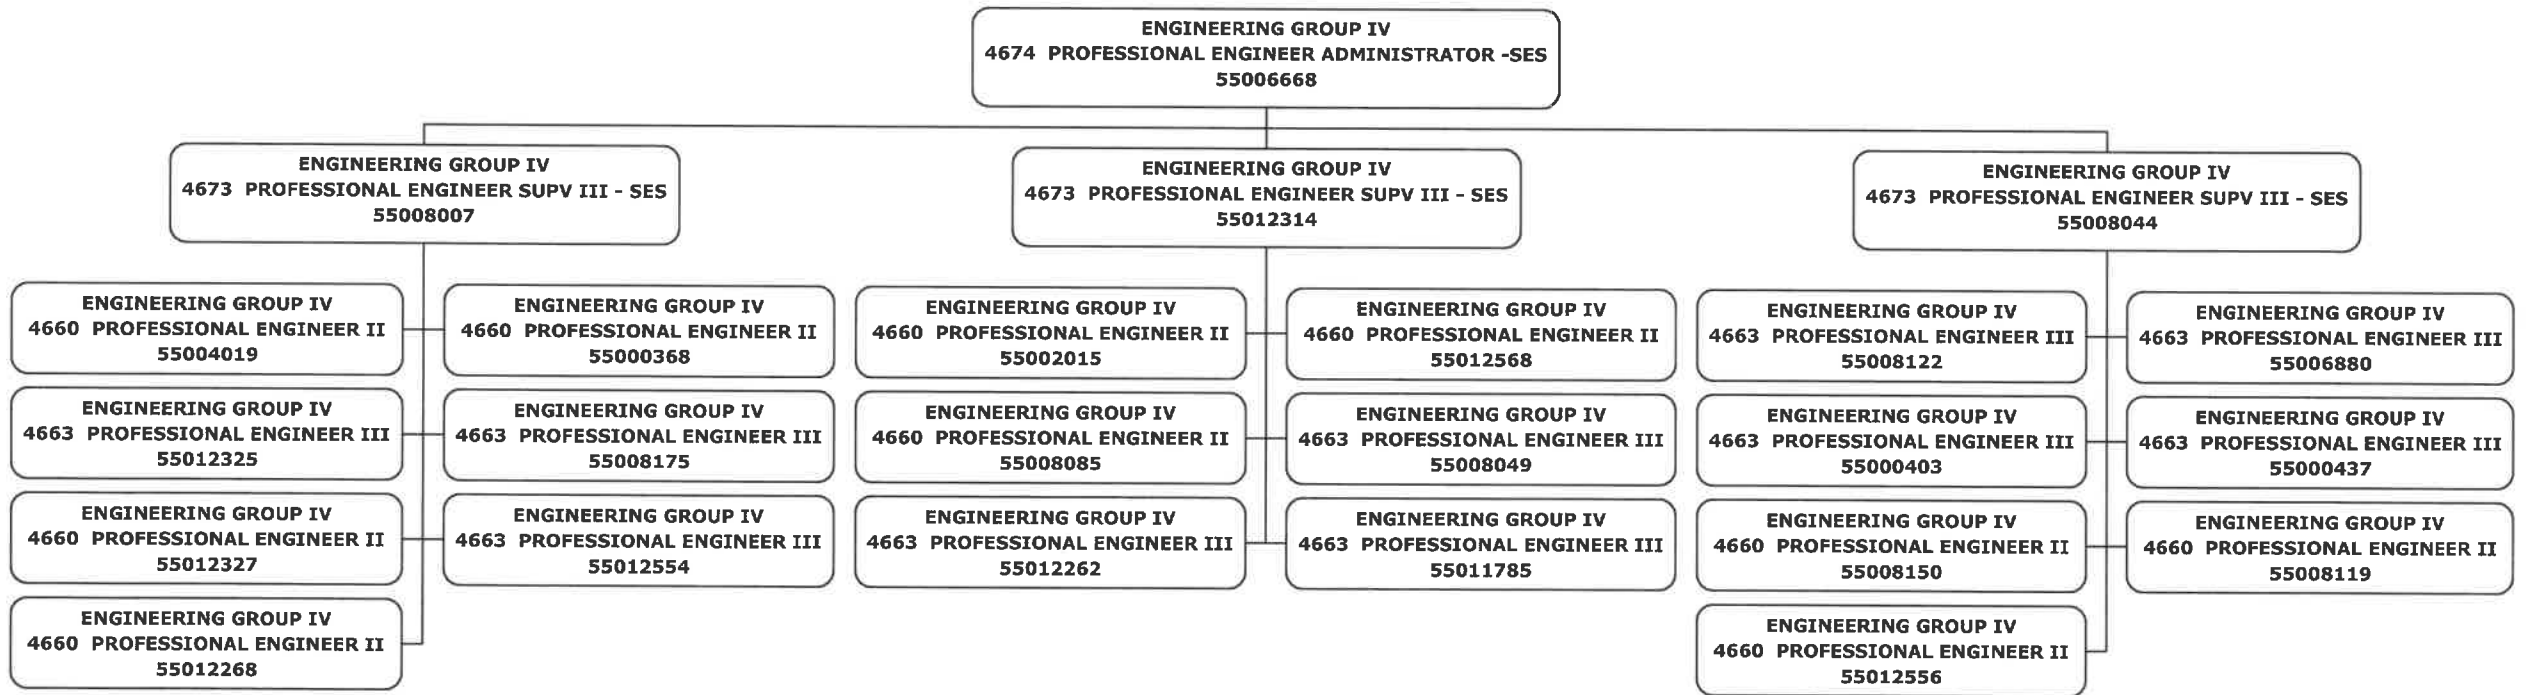 ENGINEERING GROUP IV
4674 PROFESSIONAL ENGINEER ADMINISTRATOR -SES
55006668
ENGINEERING GROUP IV
4673 PROFESSIONAL ENGINEER SUPV III - SES
55008007
ENGINEERING GROUP IV
4673 PROFESSIONAL ENGINEER SUPV III - SES
55012314
ENGINEERING GROUP IV
4673 PROFESSIONAL ENGINEER SUPV III - SES
55008044
ENGINEERING GROUP IV
4660 PROFESSIONAL ENGINEER II
55004019
ENGINEERING GROUP IV
4660 PROFESSIONAL ENGINEER II
55000368
ENGINEERING GROUP IV
4660 PROFESSIONAL ENGINEER II
55002015
ENGINEERING GROUP IV
4660 PROFESSIONAL ENGINEER II
55012568
ENGINEERING GROUP IV
4663 PROFESSIONAL ENGINEER III
55008122
ENGINEERING GROUP IV
4663 PROFESSIONAL ENGINEER III
55006880
ENGINEERING GROUP IV
4663 PROFESSIONAL ENGINEER III
55012325
ENGINEERING GROUP IV
4663 PROFESSIONAL ENGINEER III
55008175
ENGINEERING GROUP IV
4660 PROFESSIONAL ENGINEER II
55008085
ENGINEERING GROUP IV
4663 PROFESSIONAL ENGINEER III
55008049
ENGINEERING GROUP IV
4663 PROFESSIONAL ENGINEER III
55000403
ENGINEERING GROUP IV
4663 PROFESSIONAL ENGINEER III
55000437
ENGINEERING GROUP IV
4660 PROFESSIONAL ENGINEER II
55012327
ENGINEERING GROUP IV
4663 PROFESSIONAL ENGINEER III
55012554
ENGINEERING GROUP IV
4663 PROFESSIONAL ENGINEER III
55012262
ENGINEERING GROUP IV
4663 PROFESSIONAL ENGINEER III
55011785
ENGINEERING GROUP IV
4660 PROFESSIONAL ENGINEER II
55008150
ENGINEERING GROUP IV
4660 PROFESSIONAL ENGINEER II
55008119
ENGINEERING GROUP IV
4660 PROFESSIONAL ENGINEER II
55012268
ENGINEERING GROUP IV
4660 PROFESSIONAL ENGINEER II
55012556